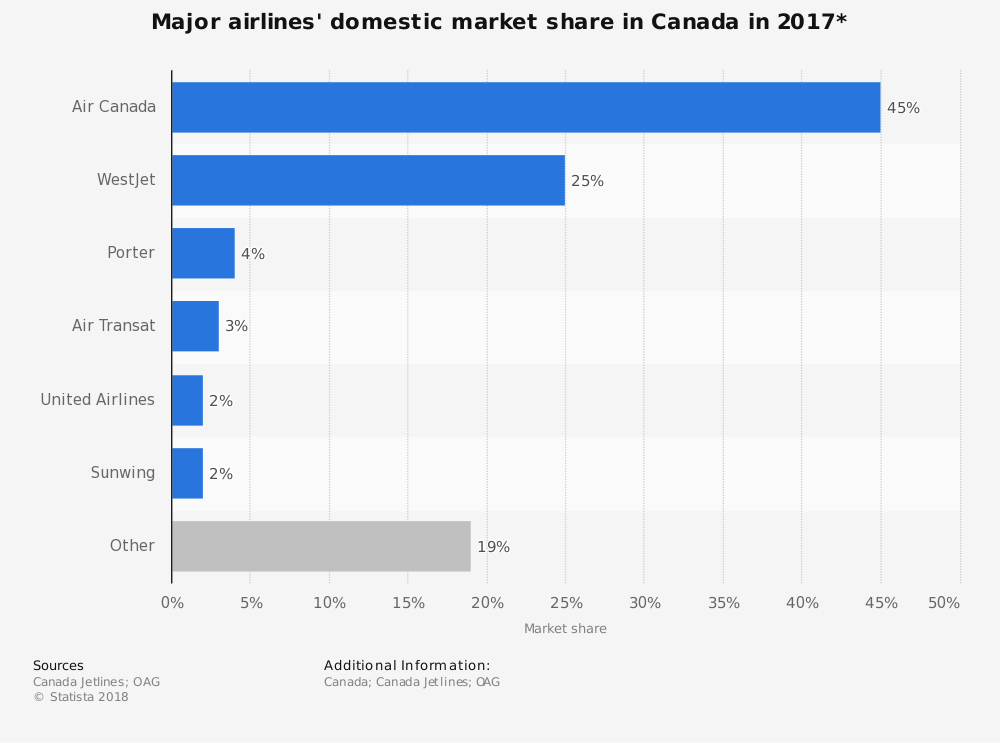 Major airlines' domestic market share in Canada in 2017*
Air Canada 45%
WestJet 25%
Porter 4%
Air Transat 3%
United Airlines 2%
Sunwing 2%
Other 19%
0% 5% 10% 15% 20% 25% 30% 35% 40% 45% 50%
Market share
Sources
Canada Jetlines; OAG
© Statista 2018
Additional Information:
Canada; Canada Jetlines; OAG